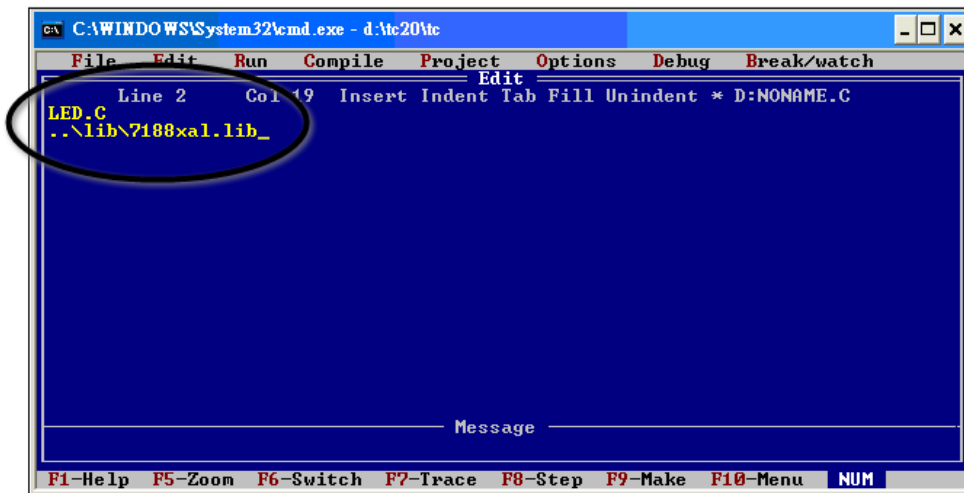 C:\WINDOWS\System32\cmd.exe - d:\tc20\tc
File Edit Run Compile Project Options Debug Break/watch
Edit
Line 2 Col 19 Insert Indent Tab Fill Unindent * D:NONAME.C
LED.C
..\lib\7188xal.lib_
Message
F1-Help F5-Zoom F6-Switch F7-Trace F8-Step F9-Make F10-Menu NUM